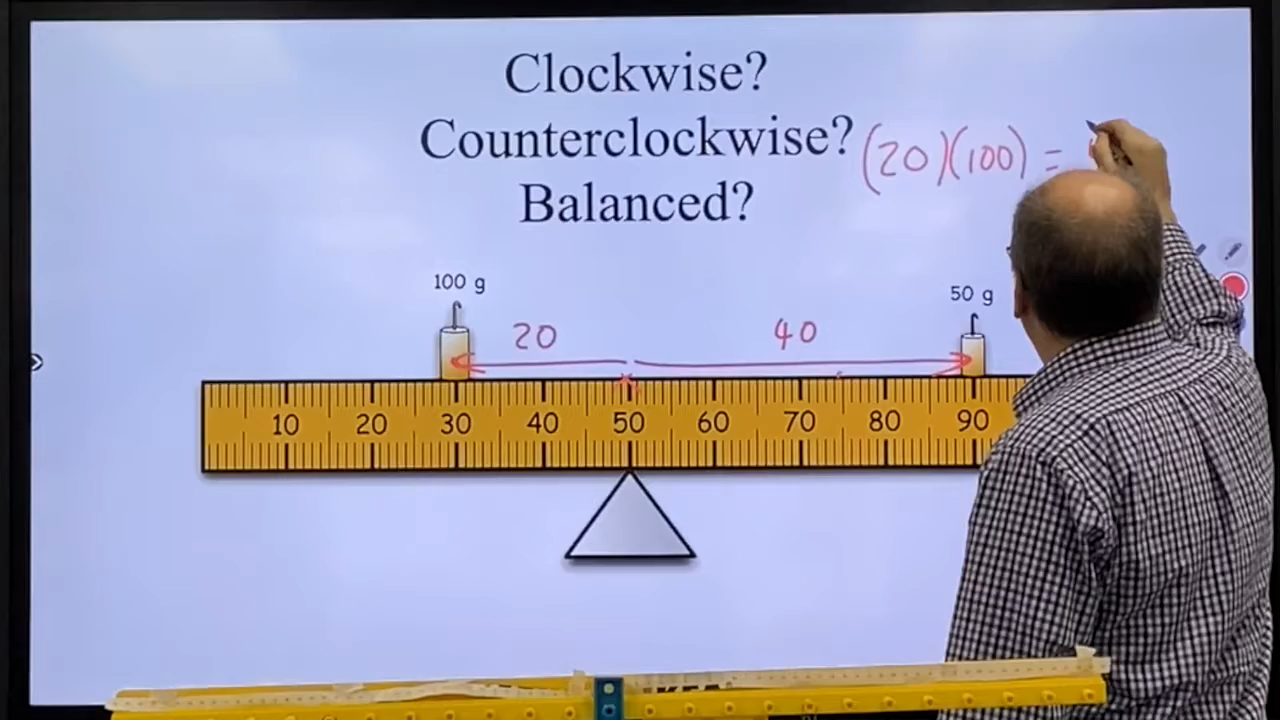 Clockwise?
Counterclockwise?
(20)(100) =
Balanced?
100 g
50 g
20
40
10 20 30 40 50 60 70 80 90